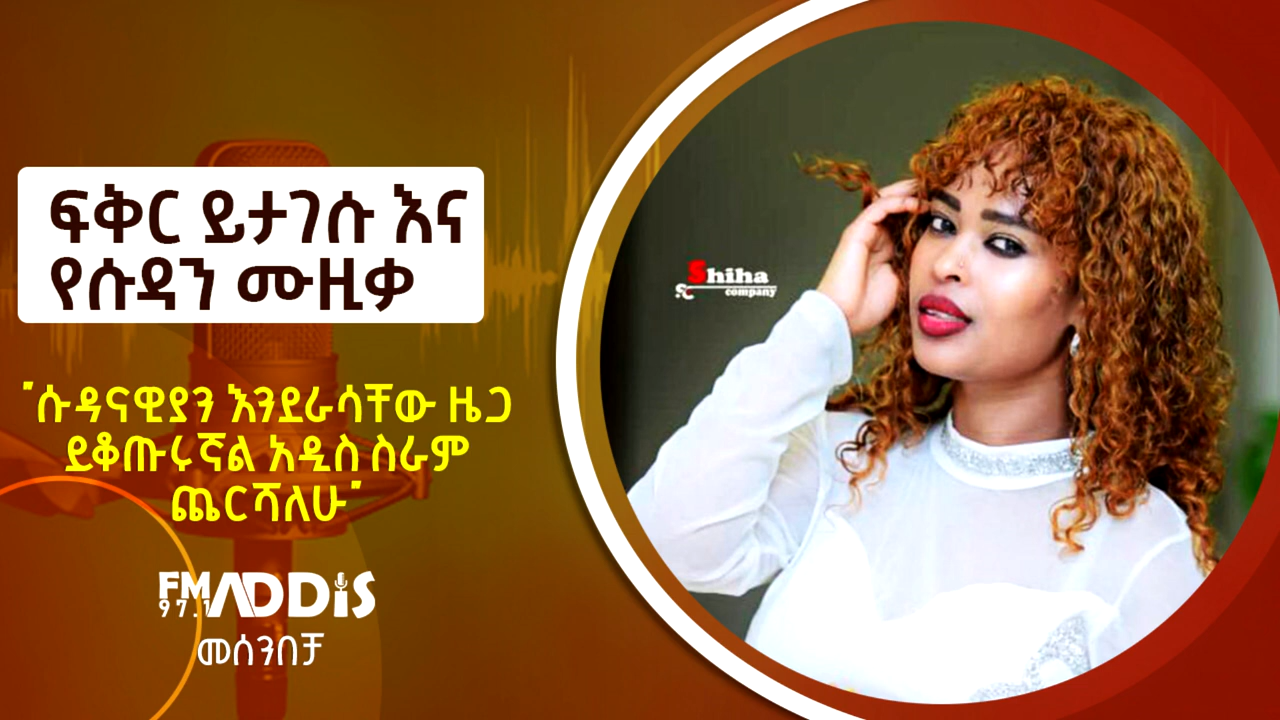 ፍቅር ይታገሱ እና
የሱዳን ሙዚቃ
"ሱዳናዊያን እንደራሳቸው ዜጋ
ይቆጡሩኛል አዲስ ስራም
ጨርሻለሁ"
FM ADDIS
97.1
መሰንበቻ
Shiha
company